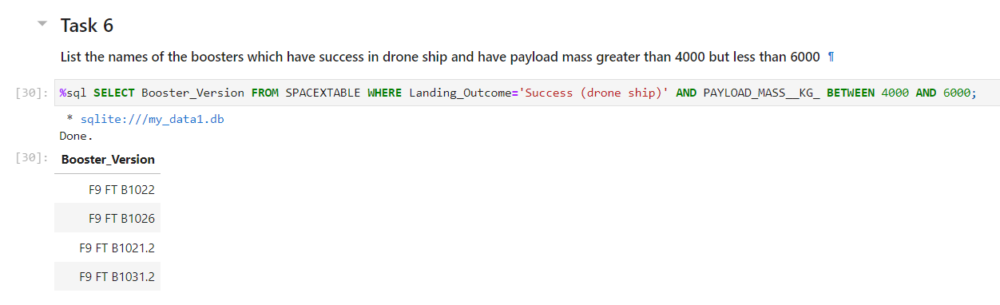 Task 6
List the names of the boosters which have success in drone ship and have payload mass greater than 4000 but less than 6000 ¶
[30]: %sql SELECT Booster_Version FROM SPACEXTABLE WHERE Landing_Outcome='Success (drone ship)' AND PAYLOAD_MASS__KG_ BETWEEN 4000 AND 6000;
* sqlite:///my_data1.db
Done.
[30]: Booster_Version
F9 FT B1022
F9 FT B1026
F9 FT B1021.2
F9 FT B1031.2